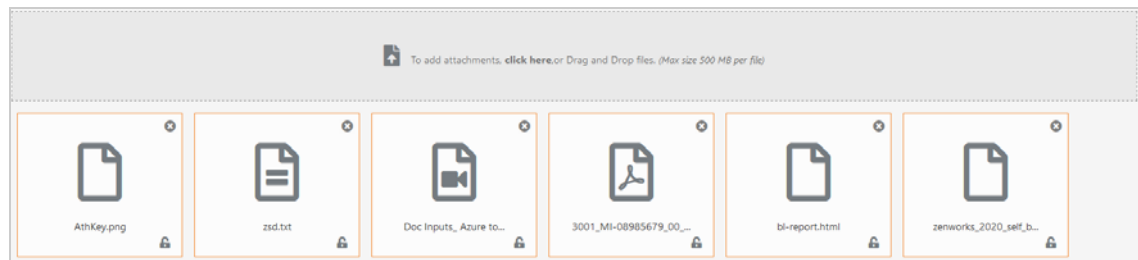 To add attachments, click here,or Drag and Drop files. (Max size 500 MB per file)
AthKey.png
zsd.txt
Doc Inputs_ Azure to...
3001_MI-08985679_00_...
bl-report.html
zenworks_2020_self_b...